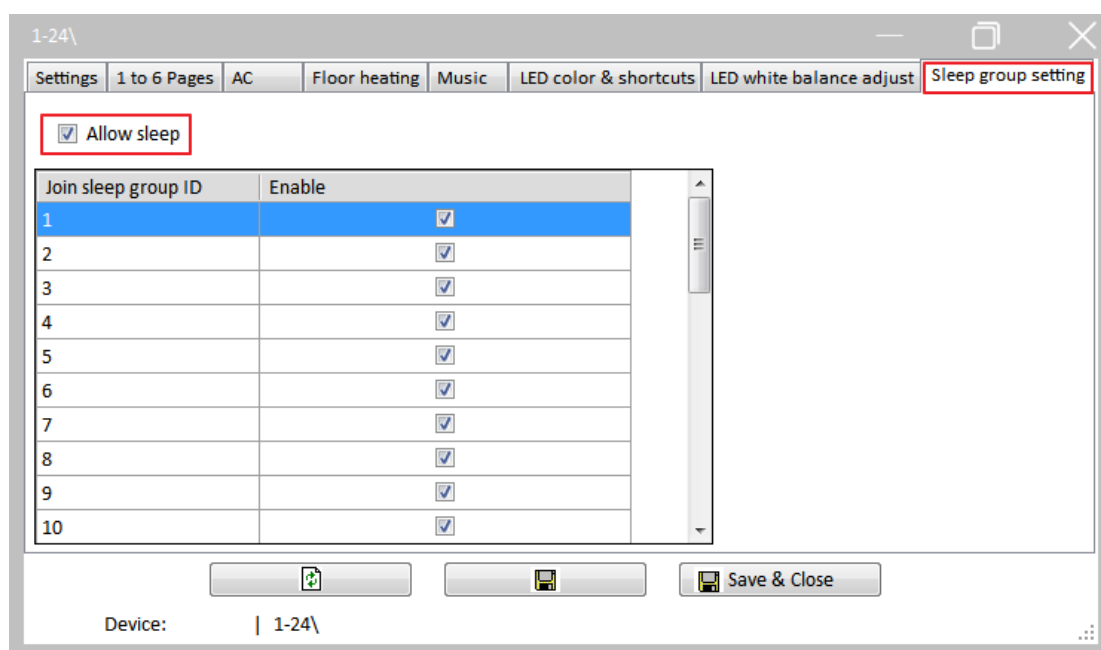 1-24\
Settings 1 to 6 Pages AC Floor heating Music LED color & shortcuts LED white balance adjust Sleep group setting
Allow sleep
Join sleep group ID Enable
1
2
3
4
5
6
7
8
9
10
Save & Close
Device: | 1-24\